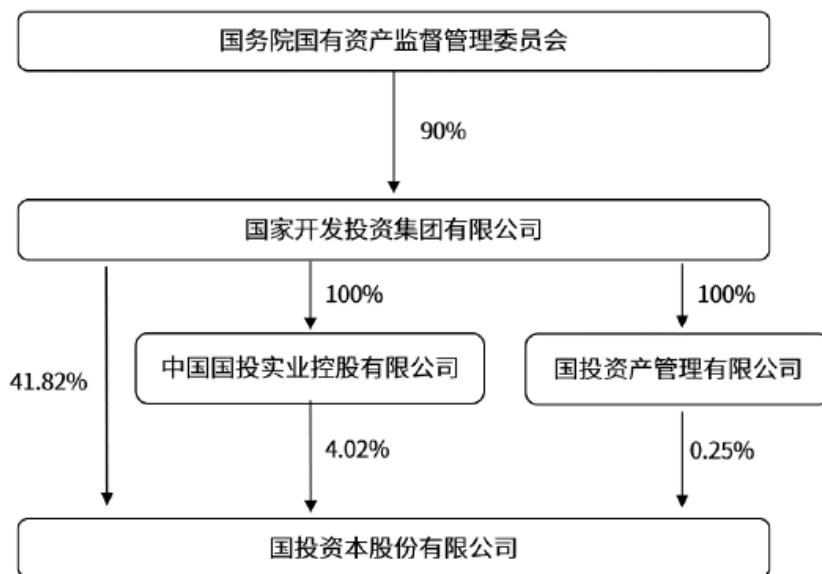 国务院国有资产监督管理委员会
90%
国家开发投资集团有限公司
100%
100%
中国国投实业控股有限公司
国投资产管理有限公司
41.82%
4.02%
0.25%
国投资本股份有限公司